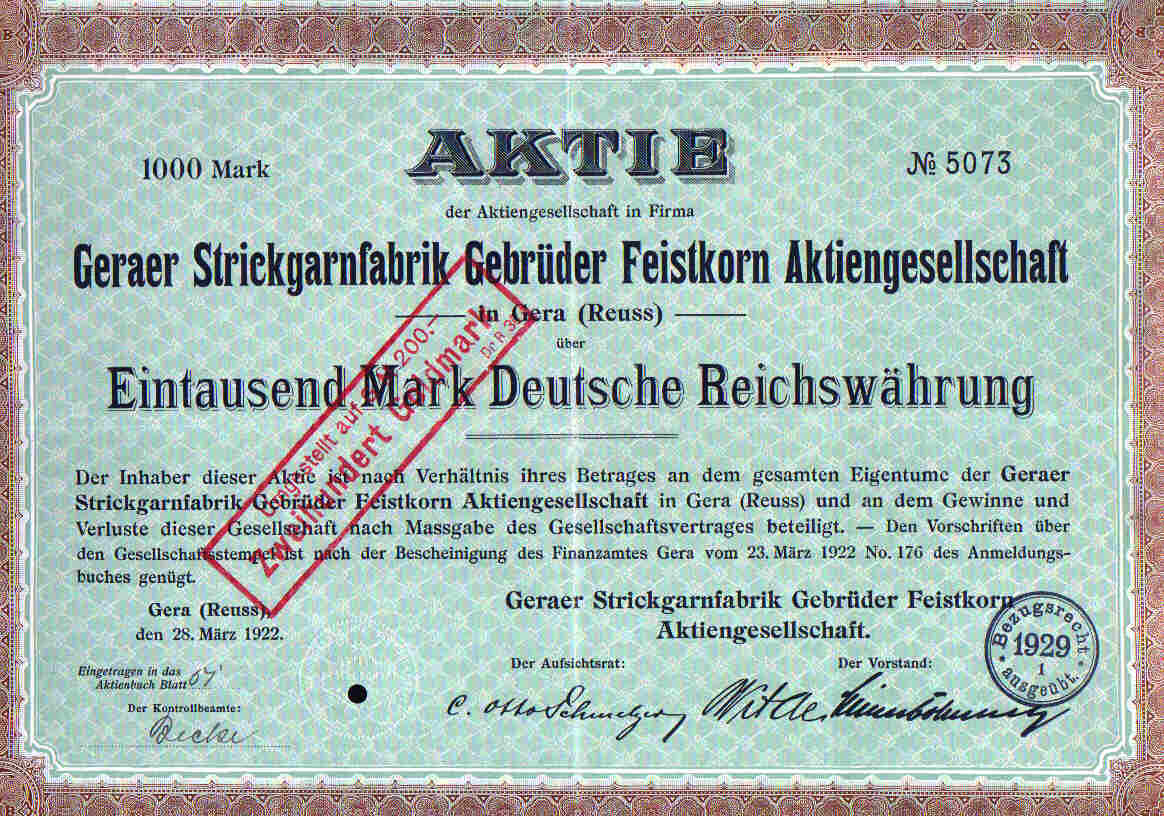 AKTIE
1000 Mark
№ 5073
der Aktiengesellschaft in Firma
Geraer Strickgarnfabrik Gebrüder Feistkorn Aktiengesellschaft
in Gera (Reuss)
über
Eintausend Mark Deutsche Reichswährung
Der Inhaber dieser Aktie ist nach Verhältnis ihres Betrages an dem gesamten Eigentume der Geraer
Strickgarnfabrik Gebrüder Feistkorn Aktiengesellschaft in Gera (Reuss) und an dem Gewinne und
Verluste dieser Gesellschaft nach Massgabe des Gesellschaftsvertrages beteiligt. — Den Vorschriften über
den Gesellschaftsstempel ist nach der Bescheinigung des Finanzamtes Gera vom 23. März 1922 No. 176 des Anmeldungs-
buches genügt.
Gera (Reuss),
den 28. März 1922.
Geraer Strickgarnfabrik Gebrüder Feistkorn
Aktiengesellschaft.
Eingetragen in das
Aktienbuch Blatt
Der Kontrollbeamte:
Der Aufsichtsrat:
C. Otto
Der Vorstand:
Bezugsrecht
1929
1
ausgeübt.
200.–
Zweihundert Goldmark